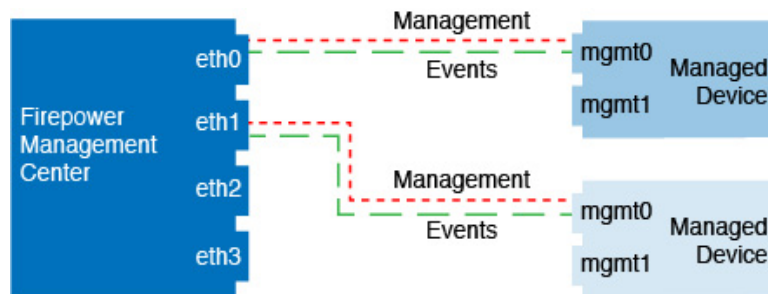 Management
eth0
mgmt0
Managed
Device
Events
mgmt1
Firepower
Management
Center
eth1
eth2
Management
mgmt0
Managed
Device
Events
eth3
mgmt1